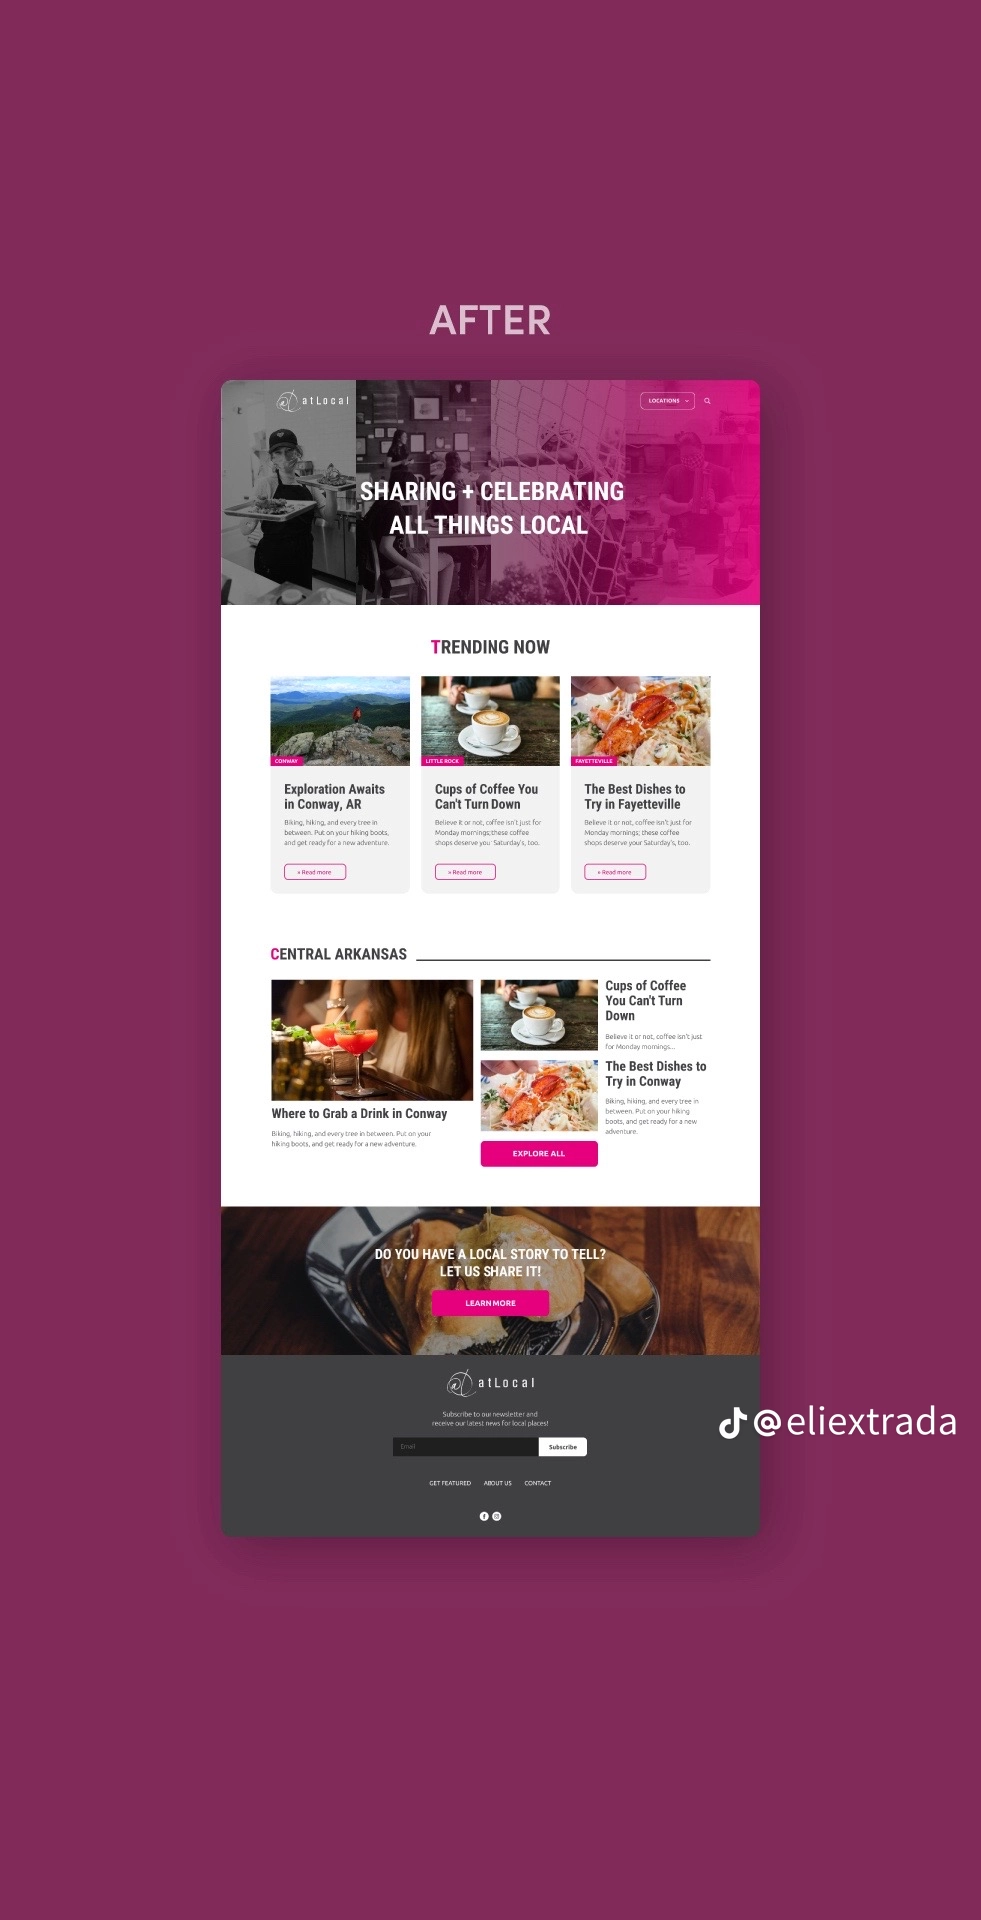 AFTER
atLocal
LOCATIONS
SHARING + CELEBRATING
ALL THINGS LOCAL
TRENDING NOW
CONWAY
Exploration Awaits
in Conway, AR
Biking, hiking, and every tree in
between. Put on your hiking boots,
and get ready for a new adventure.
» Read more
LITTLE ROCK
Cups of Coffee You
Can't Turn Down
Believe it or not, coffee isn't just for
Monday mornings;these coffee
shops deserve your Saturday's, too.
» Read more
FAYETTEVILLE
The Best Dishes to
Try in Fayetteville
Believe it or not, coffee isn't just for
Monday mornings; these coffee
shops deserve your Saturday's, too.
» Read more
CENTRAL ARKANSAS
Where to Grab a Drink in Conway
Biking, hiking, and every tree in between. Put on your
hiking boots, and get ready for a new adventure.
Cups of Coffee
You Can't Turn
Down
Believe it or not, coffee isn't just
for Monday mornings...
The Best Dishes to
Try in Conway
Biking, hiking, and every tree in
between. Put on your hiking
boots, and get ready for a new
adventure.
EXPLORE ALL
DO YOU HAVE A LOCAL STORY TO TELL?
LET US SHARE IT!
LEARN MORE
atLocal
Subscribe to our newsletter and
receive our latest news for local places!
Email
Subscribe
GET FEATURED ABOUT US CONTACT
@eliextrada